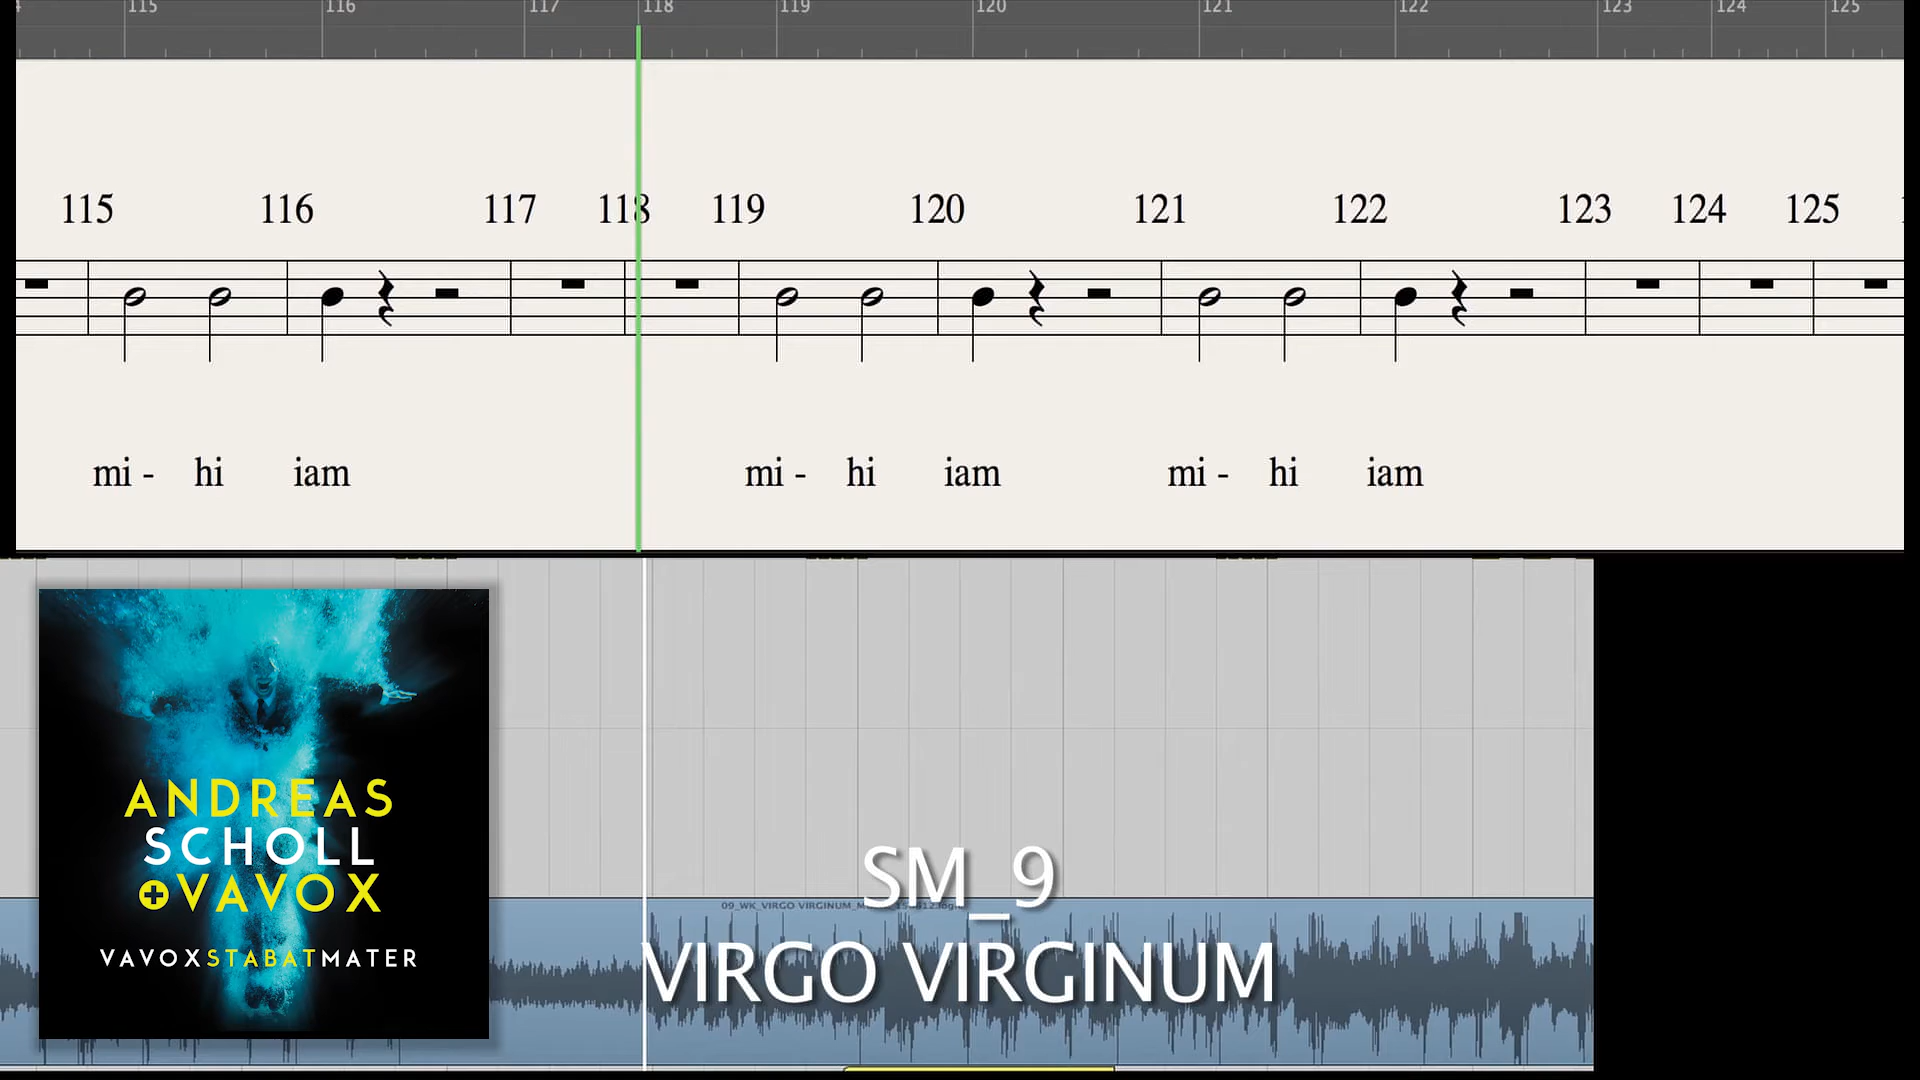 115 116 117 118 119 120 121 122 123 124 125
115 116 117 118 119 120 121 122 123 124 125
mi - hi iam mi - hi iam mi - hi iam
ANDREAS
SCHOLL
+VAVOX
VAVOXSTABATMATER
09_WK_VIRGO VIRGINUM_M
SM_9
VIRGO VIRGINUM